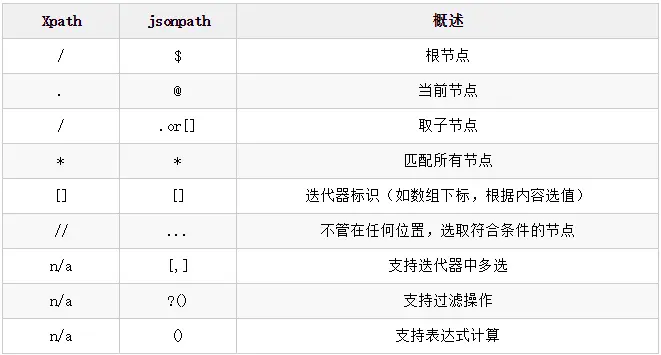 Xpath jsonpath 概述
/ $ 根节点
. @ 当前节点
/ .or[] 取子节点
* * 匹配所有节点
[] [] 迭代器标识（如数组下标，根据内容选值）
// ... 不管在任何位置，选取符合条件的节点
n/a [,] 支持迭代器中多选
n/a ?() 支持过滤操作
n/a () 支持表达式计算